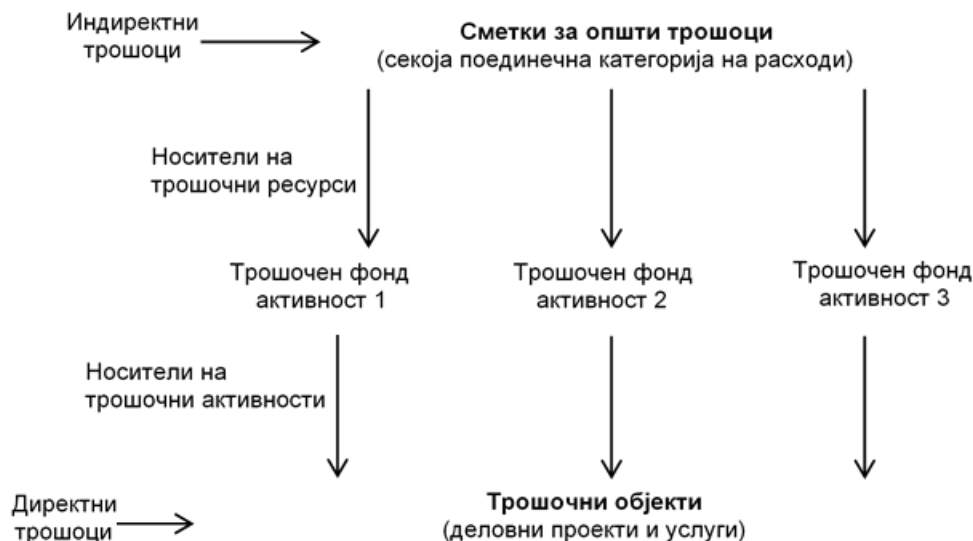 Индиректни
трошоци
Сметки за општи трошоци
(секоја поединечна категорија на расходи)
Носители на
трошочни ресурси
Трошочен фонд
активност 1
Трошочен фонд
активност 2
Трошочен фонд
активност 3
Носители на
трошочни активности
Директни
трошоци
Трошочни објекти
(деловни проекти и услуги)